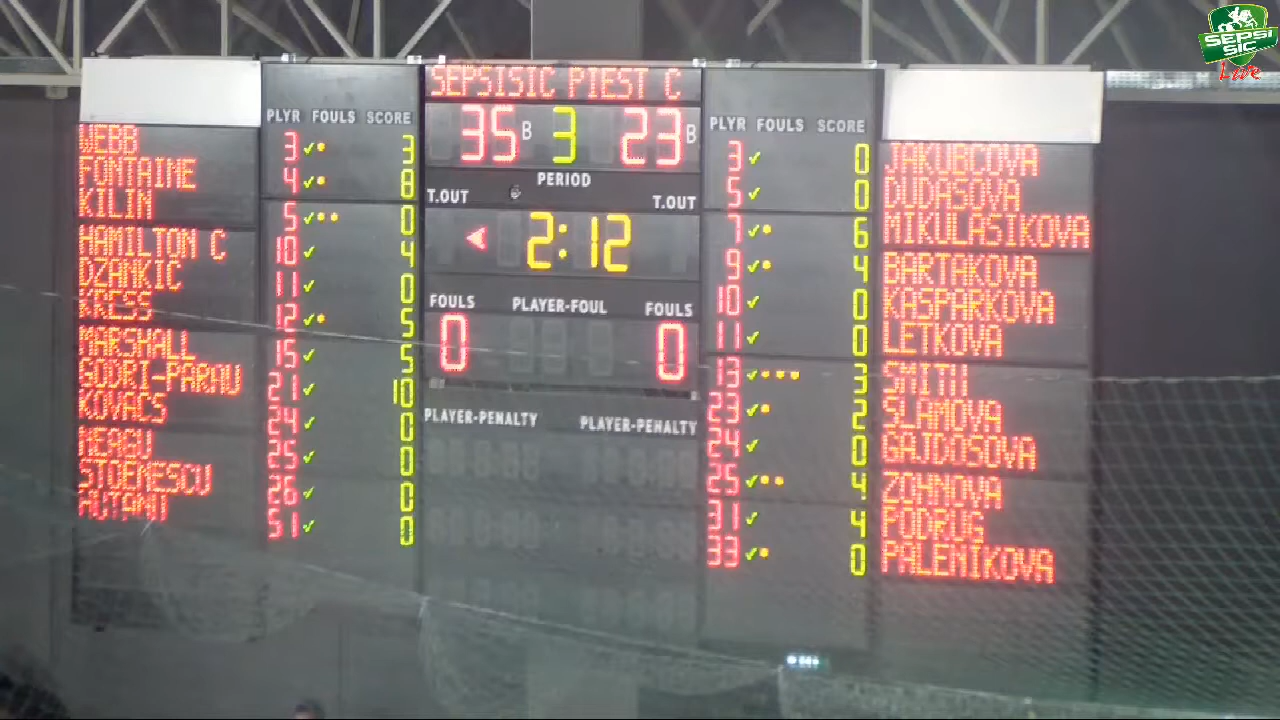 SEPSI
SIC
Live
SEPSISIC PIEST C
35 B 3 23 B
PERIOD
T.OUT T.OUT
2:12
FOULS PLAYER-FOUL FOULS
0 0
PLAYER-PENALTY PLAYER-PENALTY
PLYR FOULS SCORE
WEBB 3 3
FONTAINE 4 8
KILIN 5 0
HAMILTON C 10 4
DZANKIC 11 0
KRESS 12 5
MARSHALL 15 5
GODRI-PARAU 21 10
KOVACS 24 0
NEAGU 25 0
STOENESCU 26 0
51 0
PLYR FOULS SCORE
3 0 JAKUBCOVA
5 0 DUDASOVA
7 6 MIKULASIKOVA
9 4 BARTAKOVA
10 0 KASPARKOVA
11 0 LETKOVA
13 3 SMITH
23 2 SLAMOVA
24 0 GAJDOSOVA
25 4 ZOHNOVA
31 4 PODRUG
33 0 PALENIKOVA